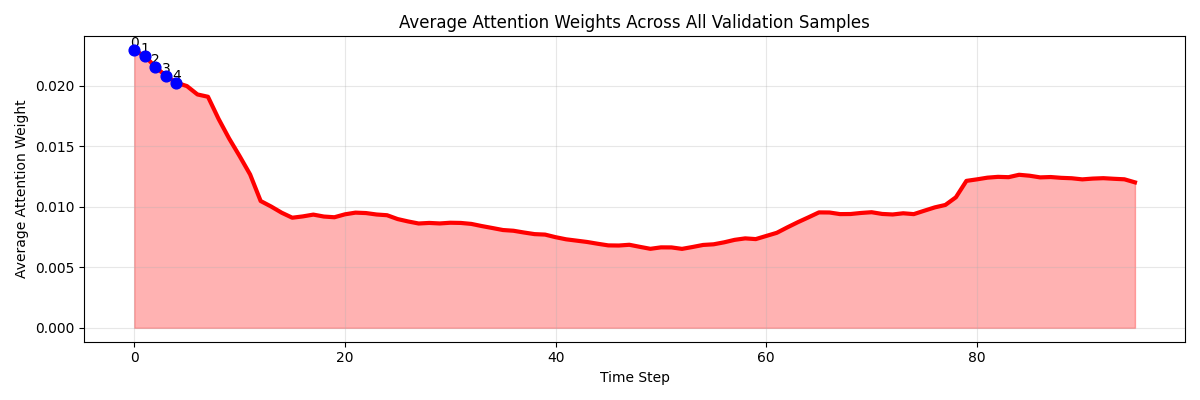 Average Attention Weights Across All Validation Samples
0
1
2
3
4
0.020
0.015
0.010
0.005
0.000
Average Attention Weight
0 20 40 60 80
Time Step